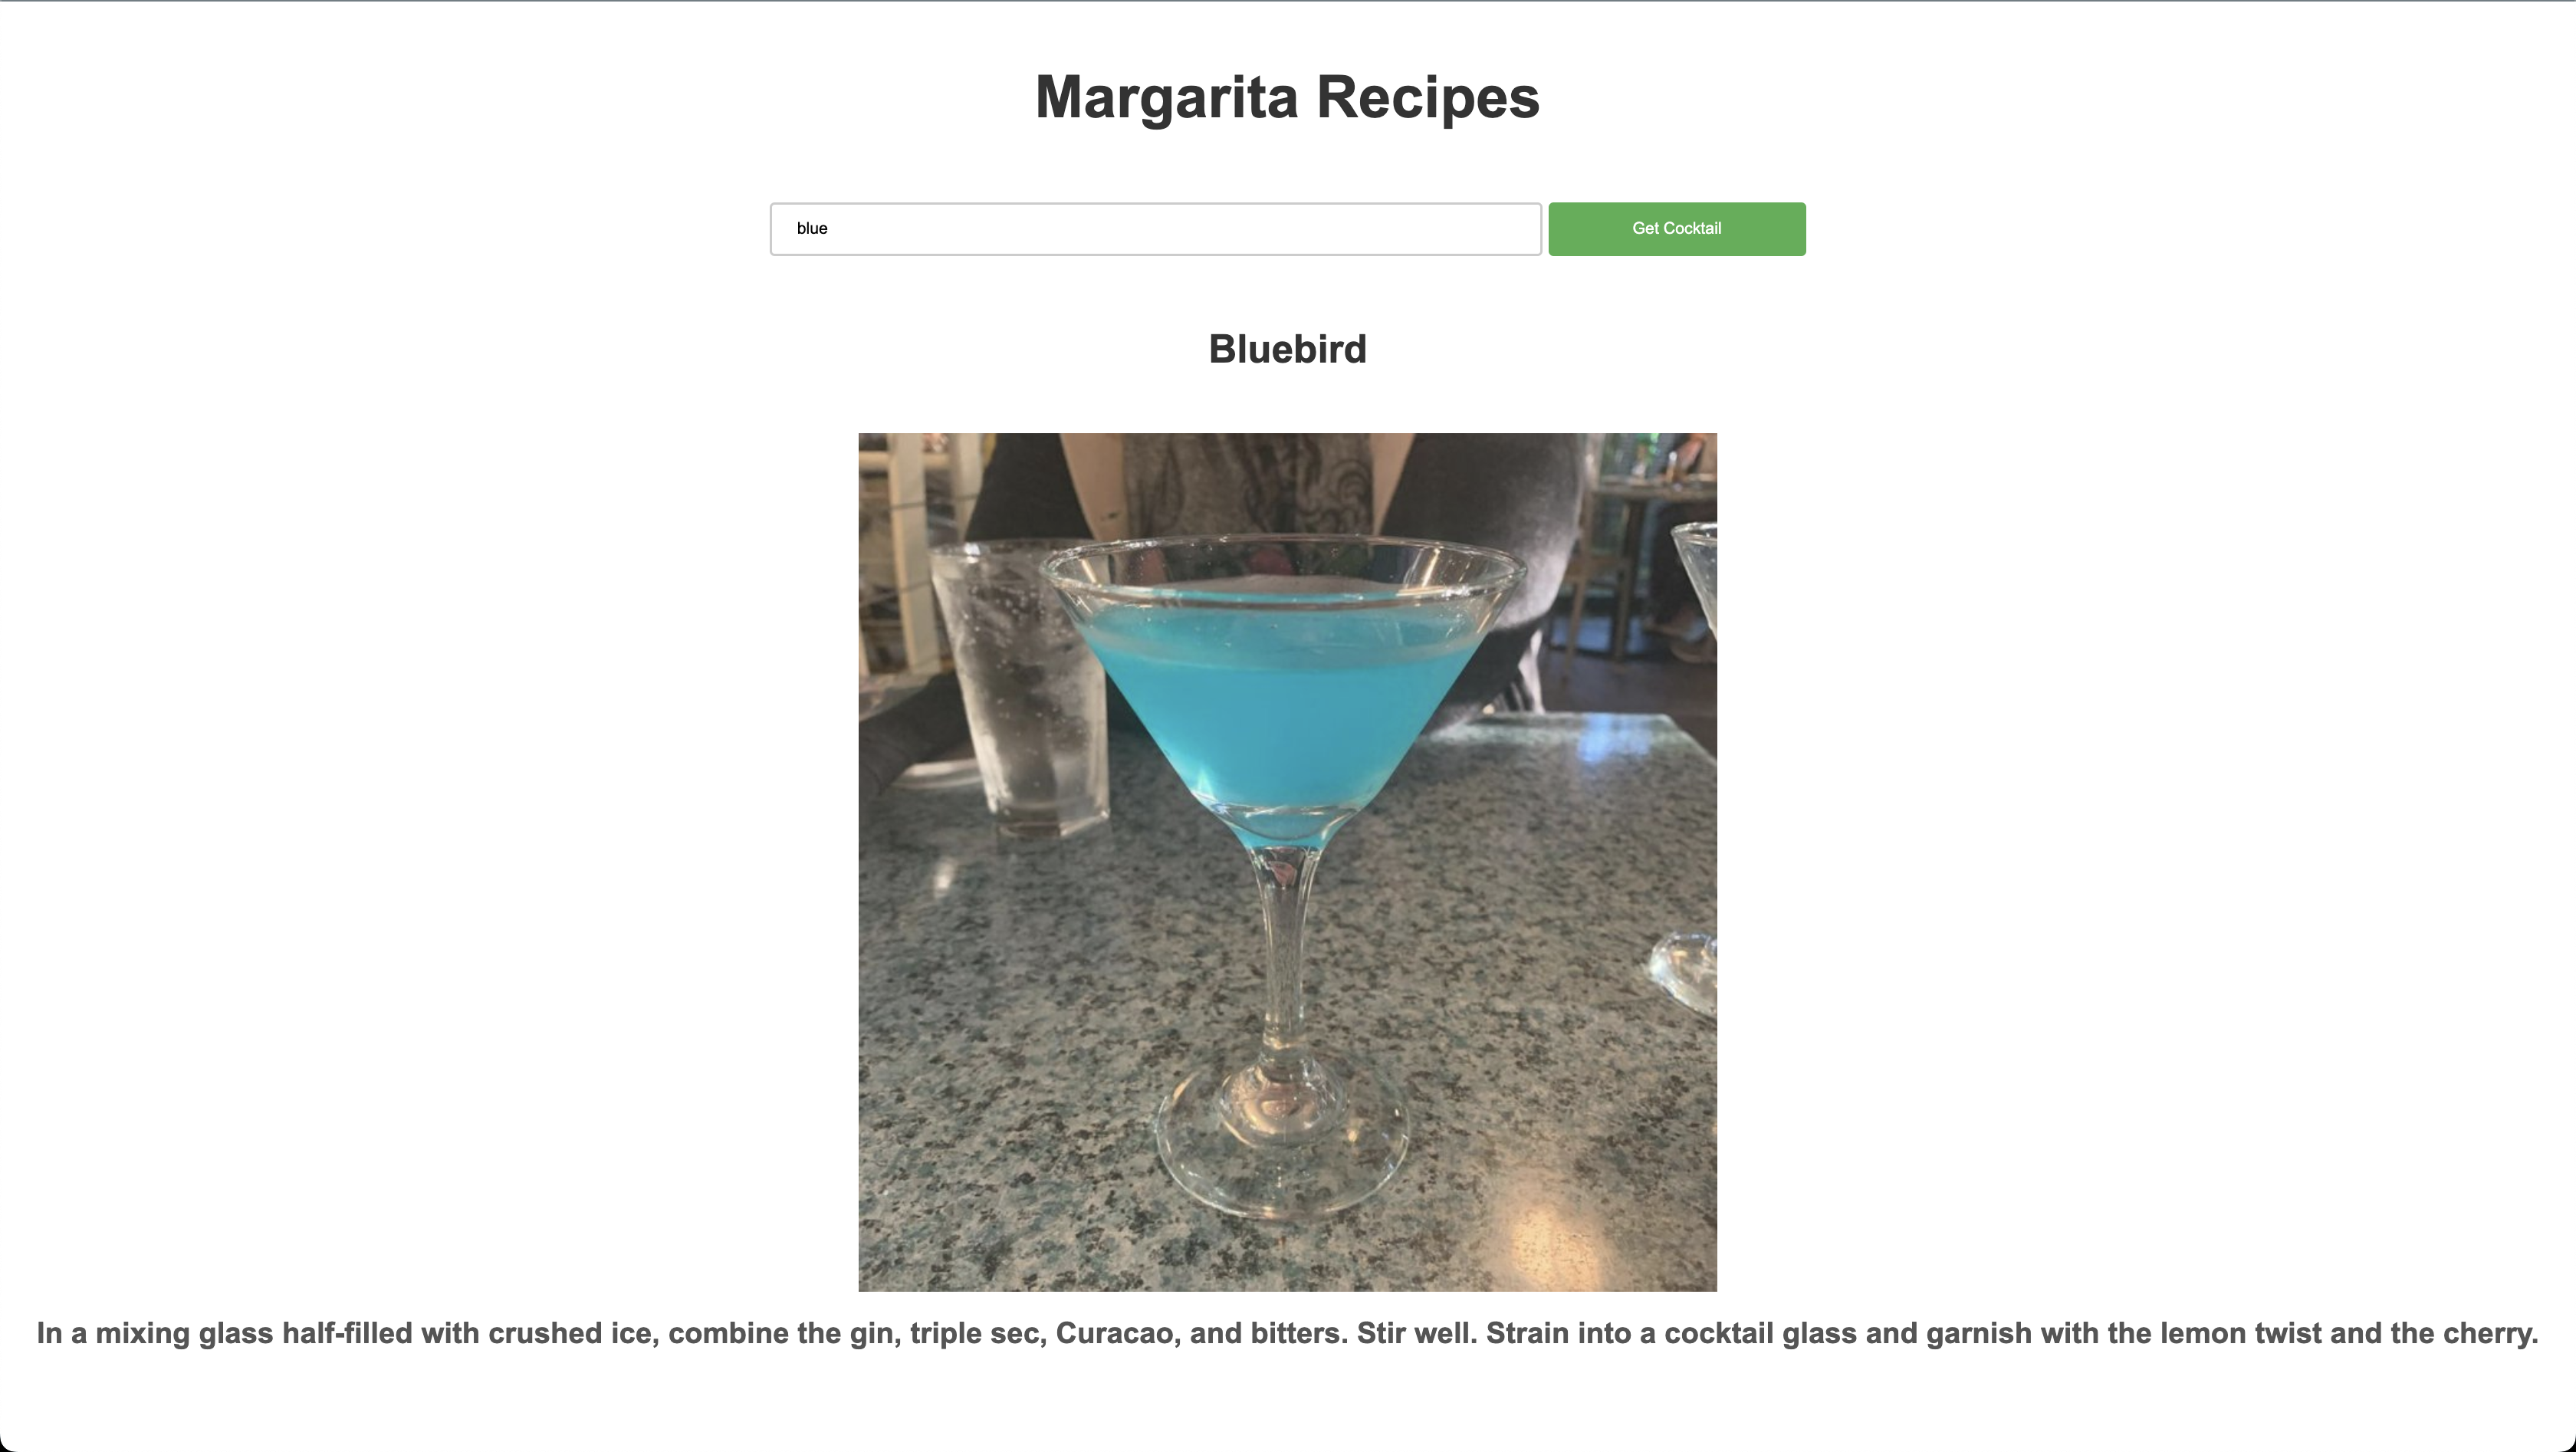 Margarita Recipes
blue
Get Cocktail
Bluebird
In a mixing glass half-filled with crushed ice, combine the gin, triple sec, Curacao, and bitters. Stir well. Strain into a cocktail glass and garnish with the lemon twist and the cherry.